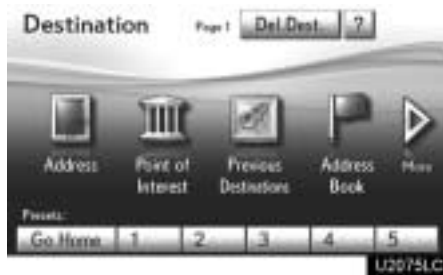 Destination Page 1 Del.Dest. ?
Address Point of Interest Previous Destinations Address Book More
Presets:
Go Home 1 2 3 4 5
U2075LC